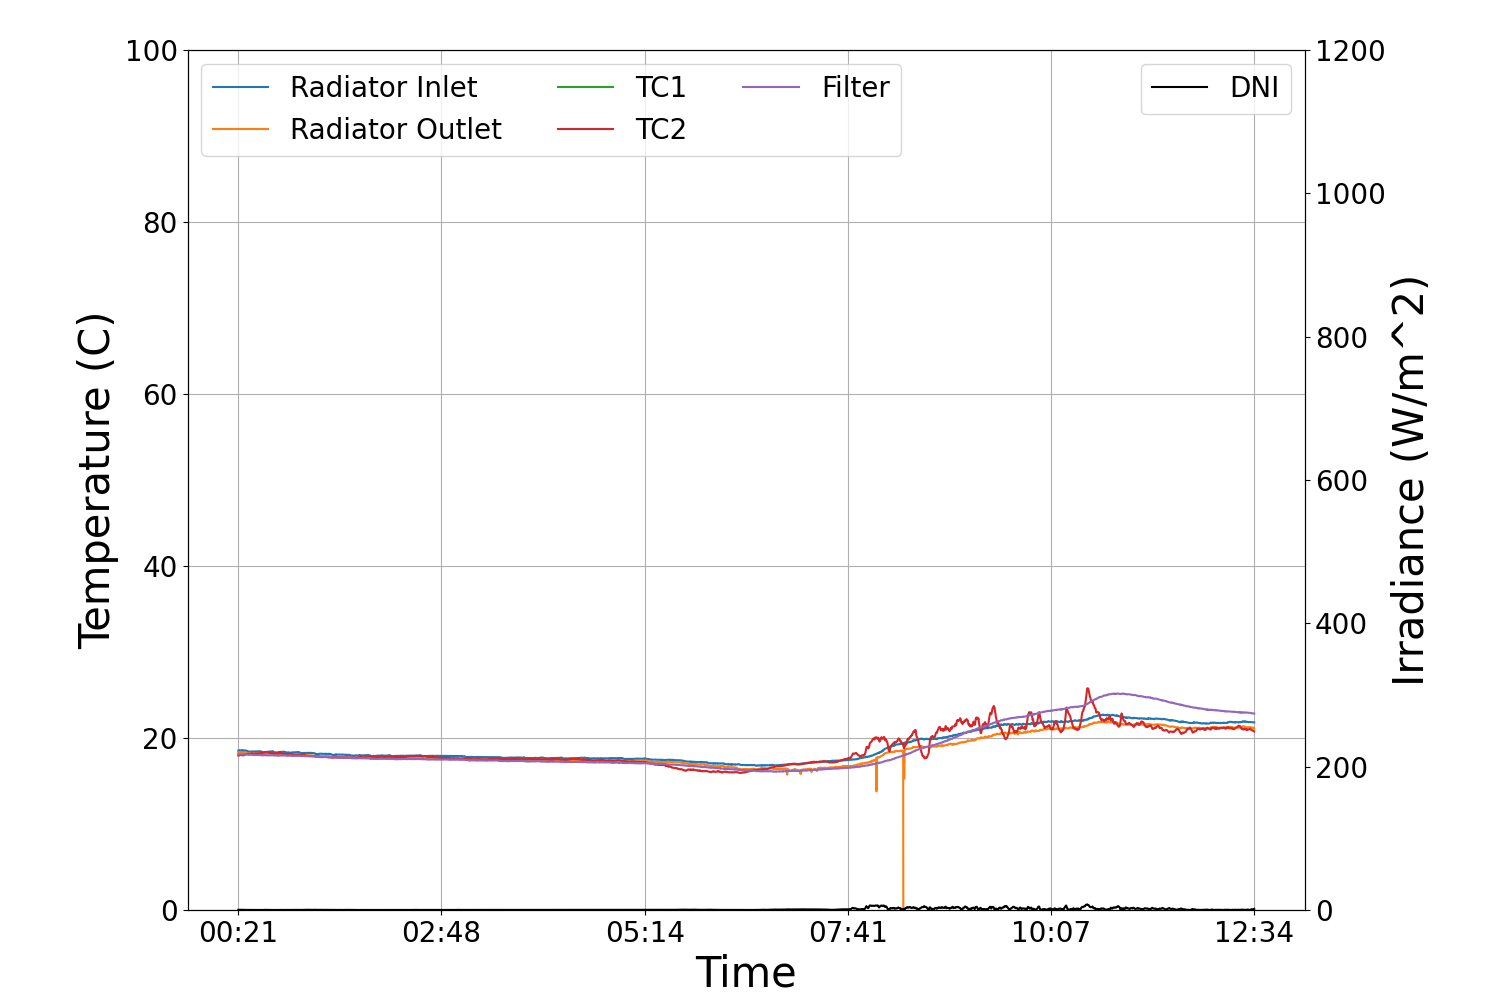 Radiator Inlet
Radiator Outlet
TC1
TC2
Filter
DNI
100
80
60
40
20
0
Temperature (C)
1200
1000
800
600
400
200
0
Irradiance (W/m^2)
00:21 02:48 05:14 07:41 10:07 12:34
Time